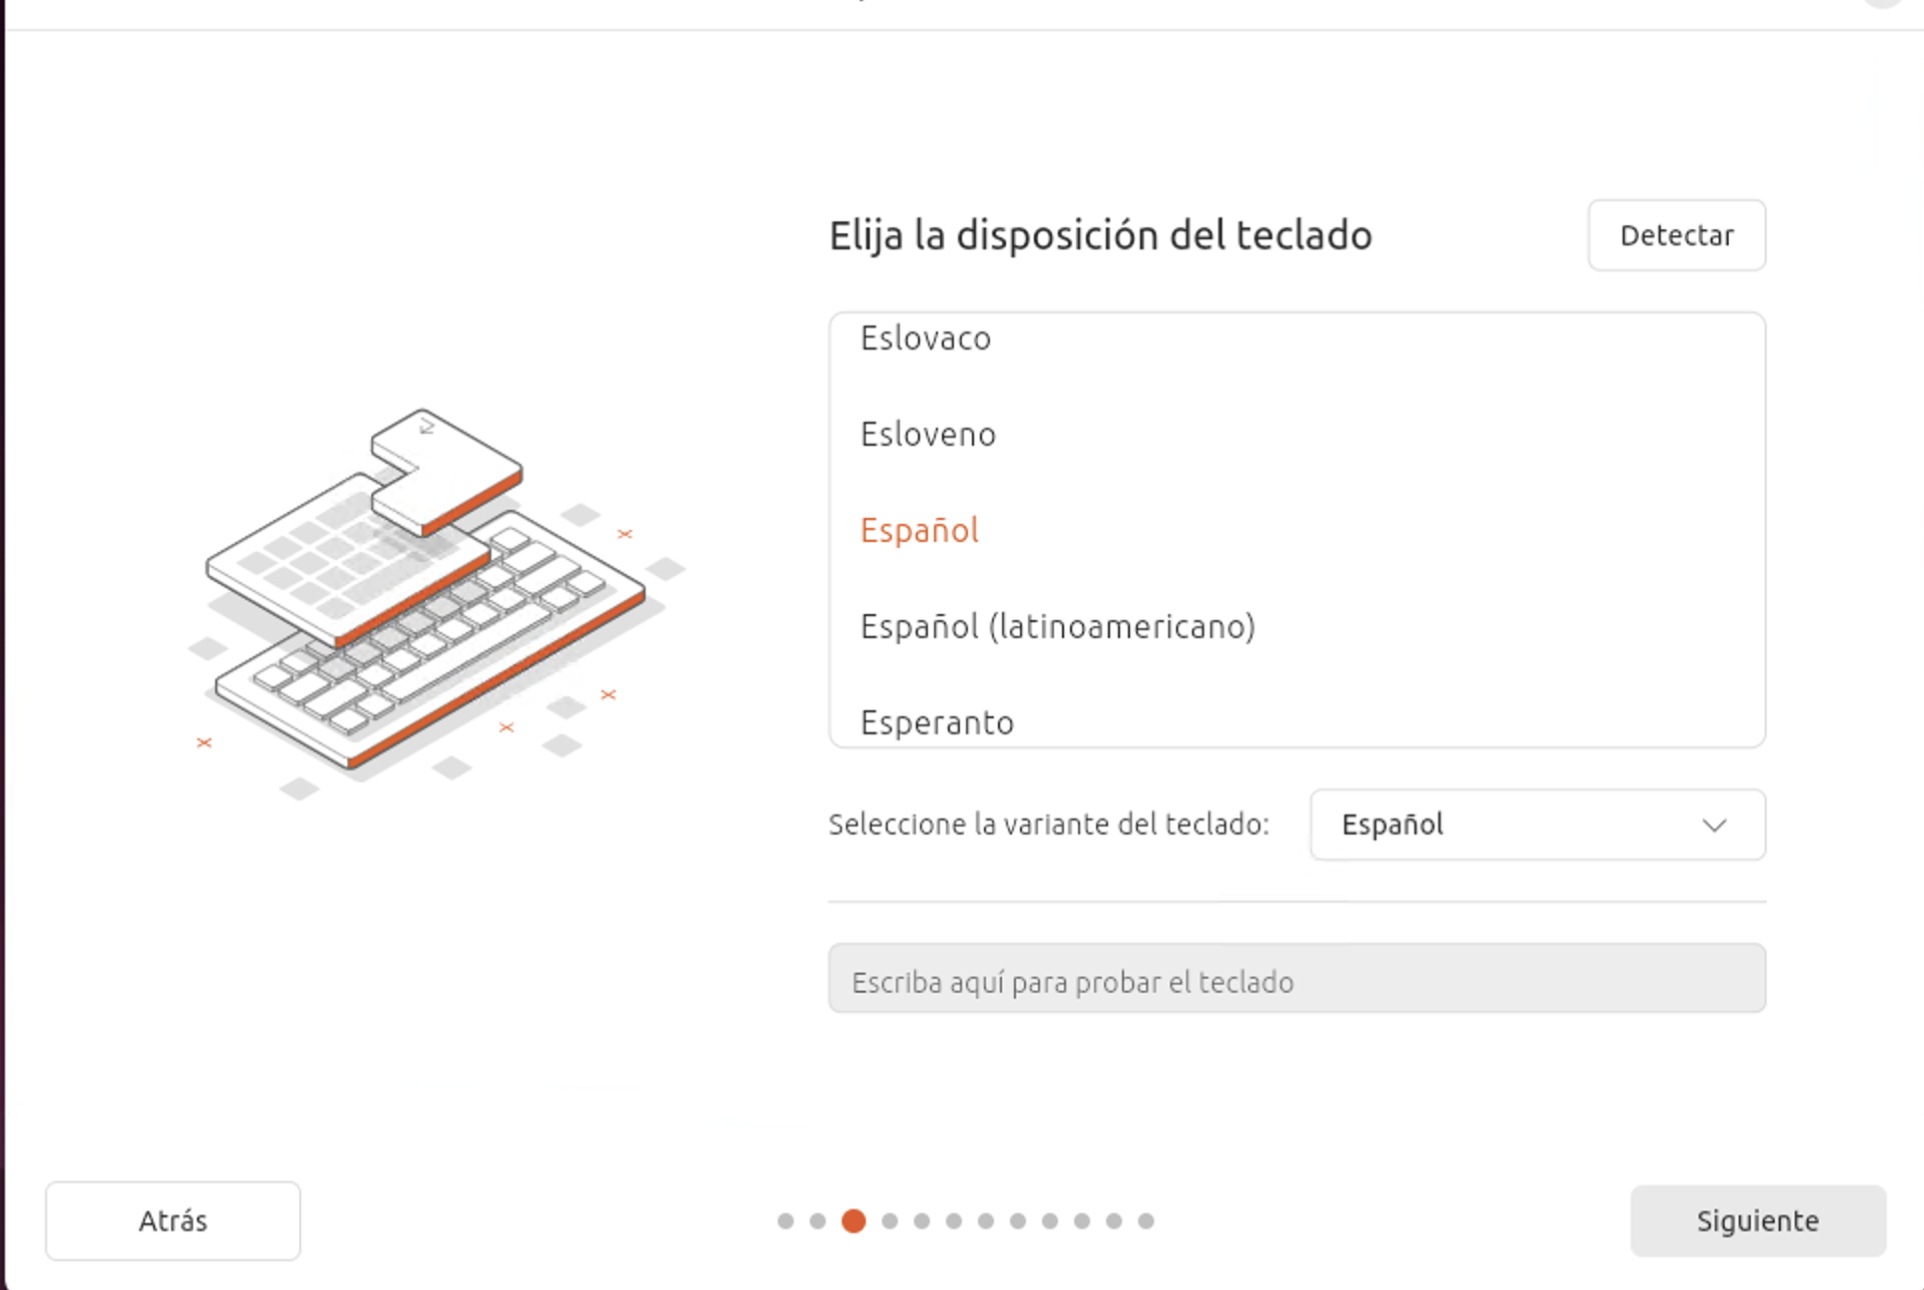 Elija la disposición del teclado
Detectar
Eslovaco
Esloveno
Español
Español (latinoamericano)
Esperanto
Seleccione la variante del teclado:
Español
Escriba aquí para probar el teclado
Atrás
Siguiente